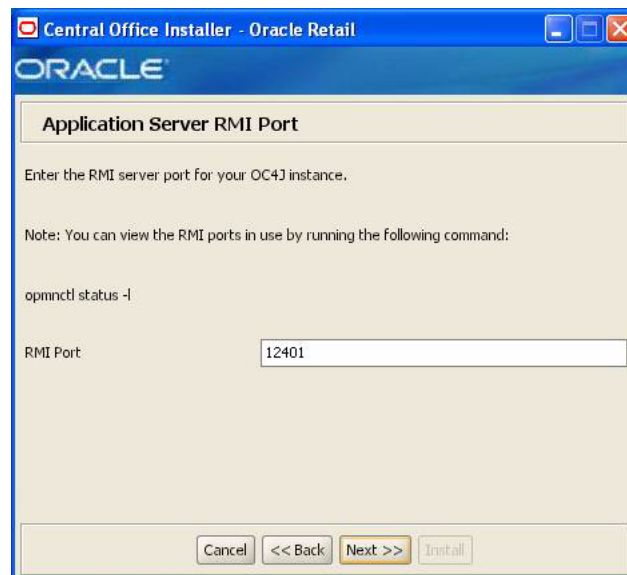 Central Office Installer - Oracle Retail
ORACLE
Application Server RMI Port
Enter the RMI server port for your OC4J instance.
Note: You can view the RMI ports in use by running the following command:
opmnctl status -l
RMI Port 12401
Cancel << Back Next >> Install